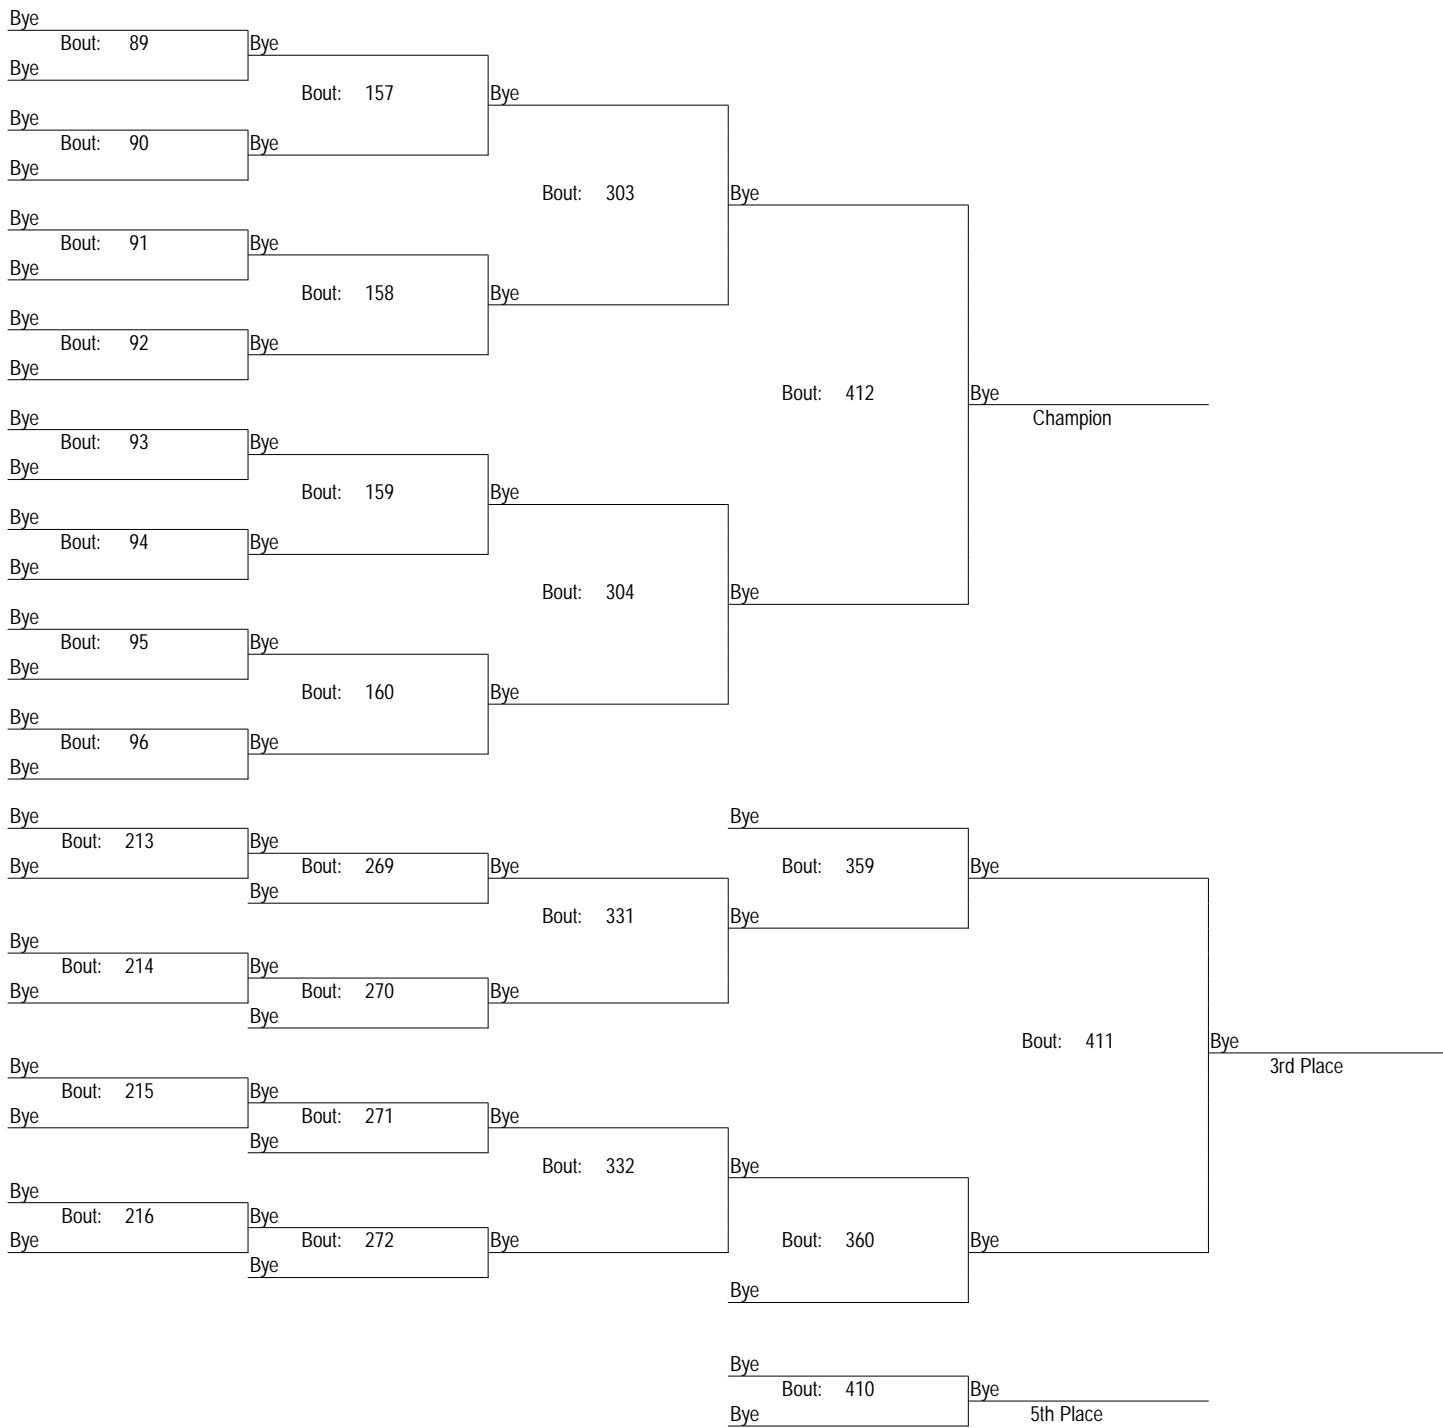 Bye
Bout: 89 Bye
Bye
Bout: 157 Bye
Bye
Bout: 90 Bye
Bye
Bout: 303 Bye
Bye
Bout: 91 Bye
Bye
Bout: 158 Bye
Bye
Bout: 92 Bye
Bye
Bout: 412 Bye
Champion
Bye
Bout: 93 Bye
Bye
Bout: 159 Bye
Bye
Bout: 94 Bye
Bye
Bout: 304 Bye
Bye
Bout: 95 Bye
Bye
Bout: 160 Bye
Bye
Bout: 96 Bye
Bye
Bye Bye
Bout: 213 Bye
Bye Bout: 269 Bye Bout: 359 Bye
Bye
Bout: 331 Bye
Bye
Bout: 214 Bye
Bye Bout: 270 Bye
Bye
Bout: 411 Bye
3rd Place
Bye
Bout: 215 Bye
Bye Bout: 271 Bye
Bye
Bout: 332 Bye
Bye
Bout: 216 Bye
Bye Bout: 272 Bye Bout: 360 Bye
Bye
Bye
Bye
Bout: 410 Bye
Bye 5th Place